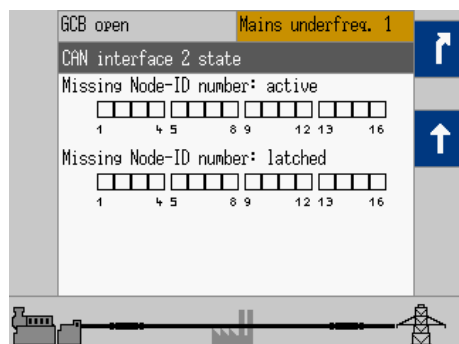 GCB open
Mains underfreq. 1
CAN interface 2 state
Missing Node-ID number: active
1 4 5 8 9 12 13 16
Missing Node-ID number: latched
1 4 5 8 9 12 13 16